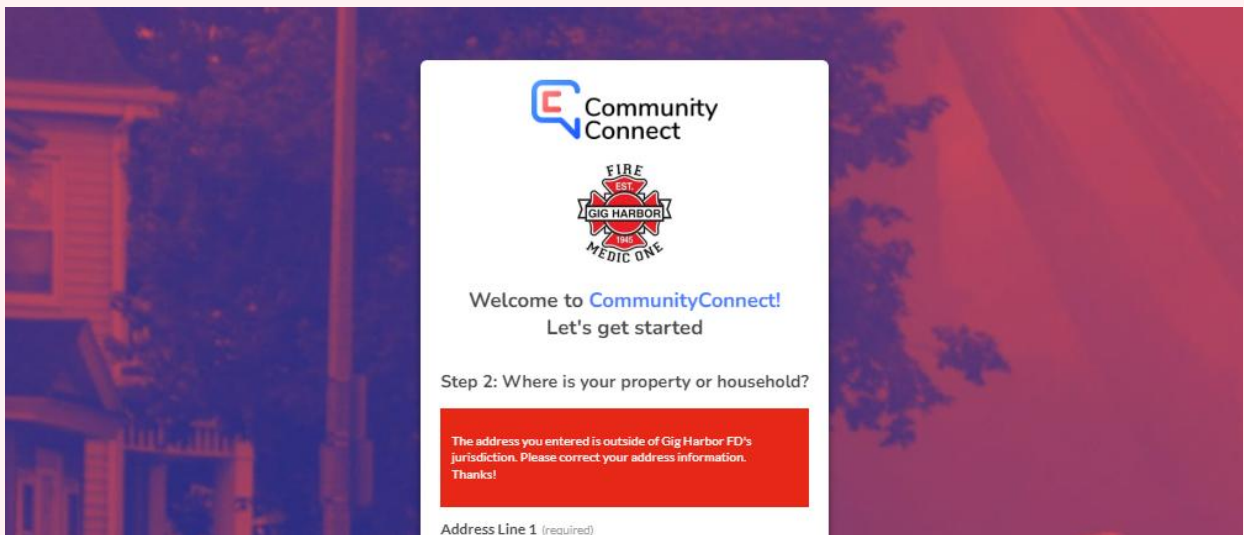 Community
Connect
FIRE
EST.
GIG HARBOR
1945
MEDIC ONE
Welcome to CommunityConnect!
Let's get started
Step 2: Where is your property or household?
The address you entered is outside of Gig Harbor FD's
jurisdiction. Please correct your address information.
Thanks!
Address Line 1 (required)